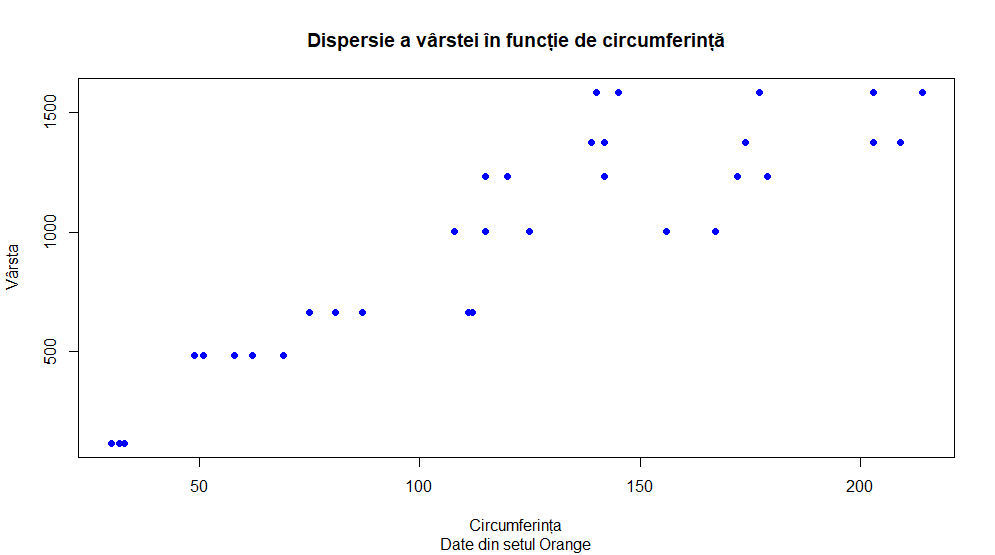 Dispersie a vârstei în funcție de circumferință
1500
1000
500
Vârsta
50 100 150 200
Circumferința
Date din setul Orange